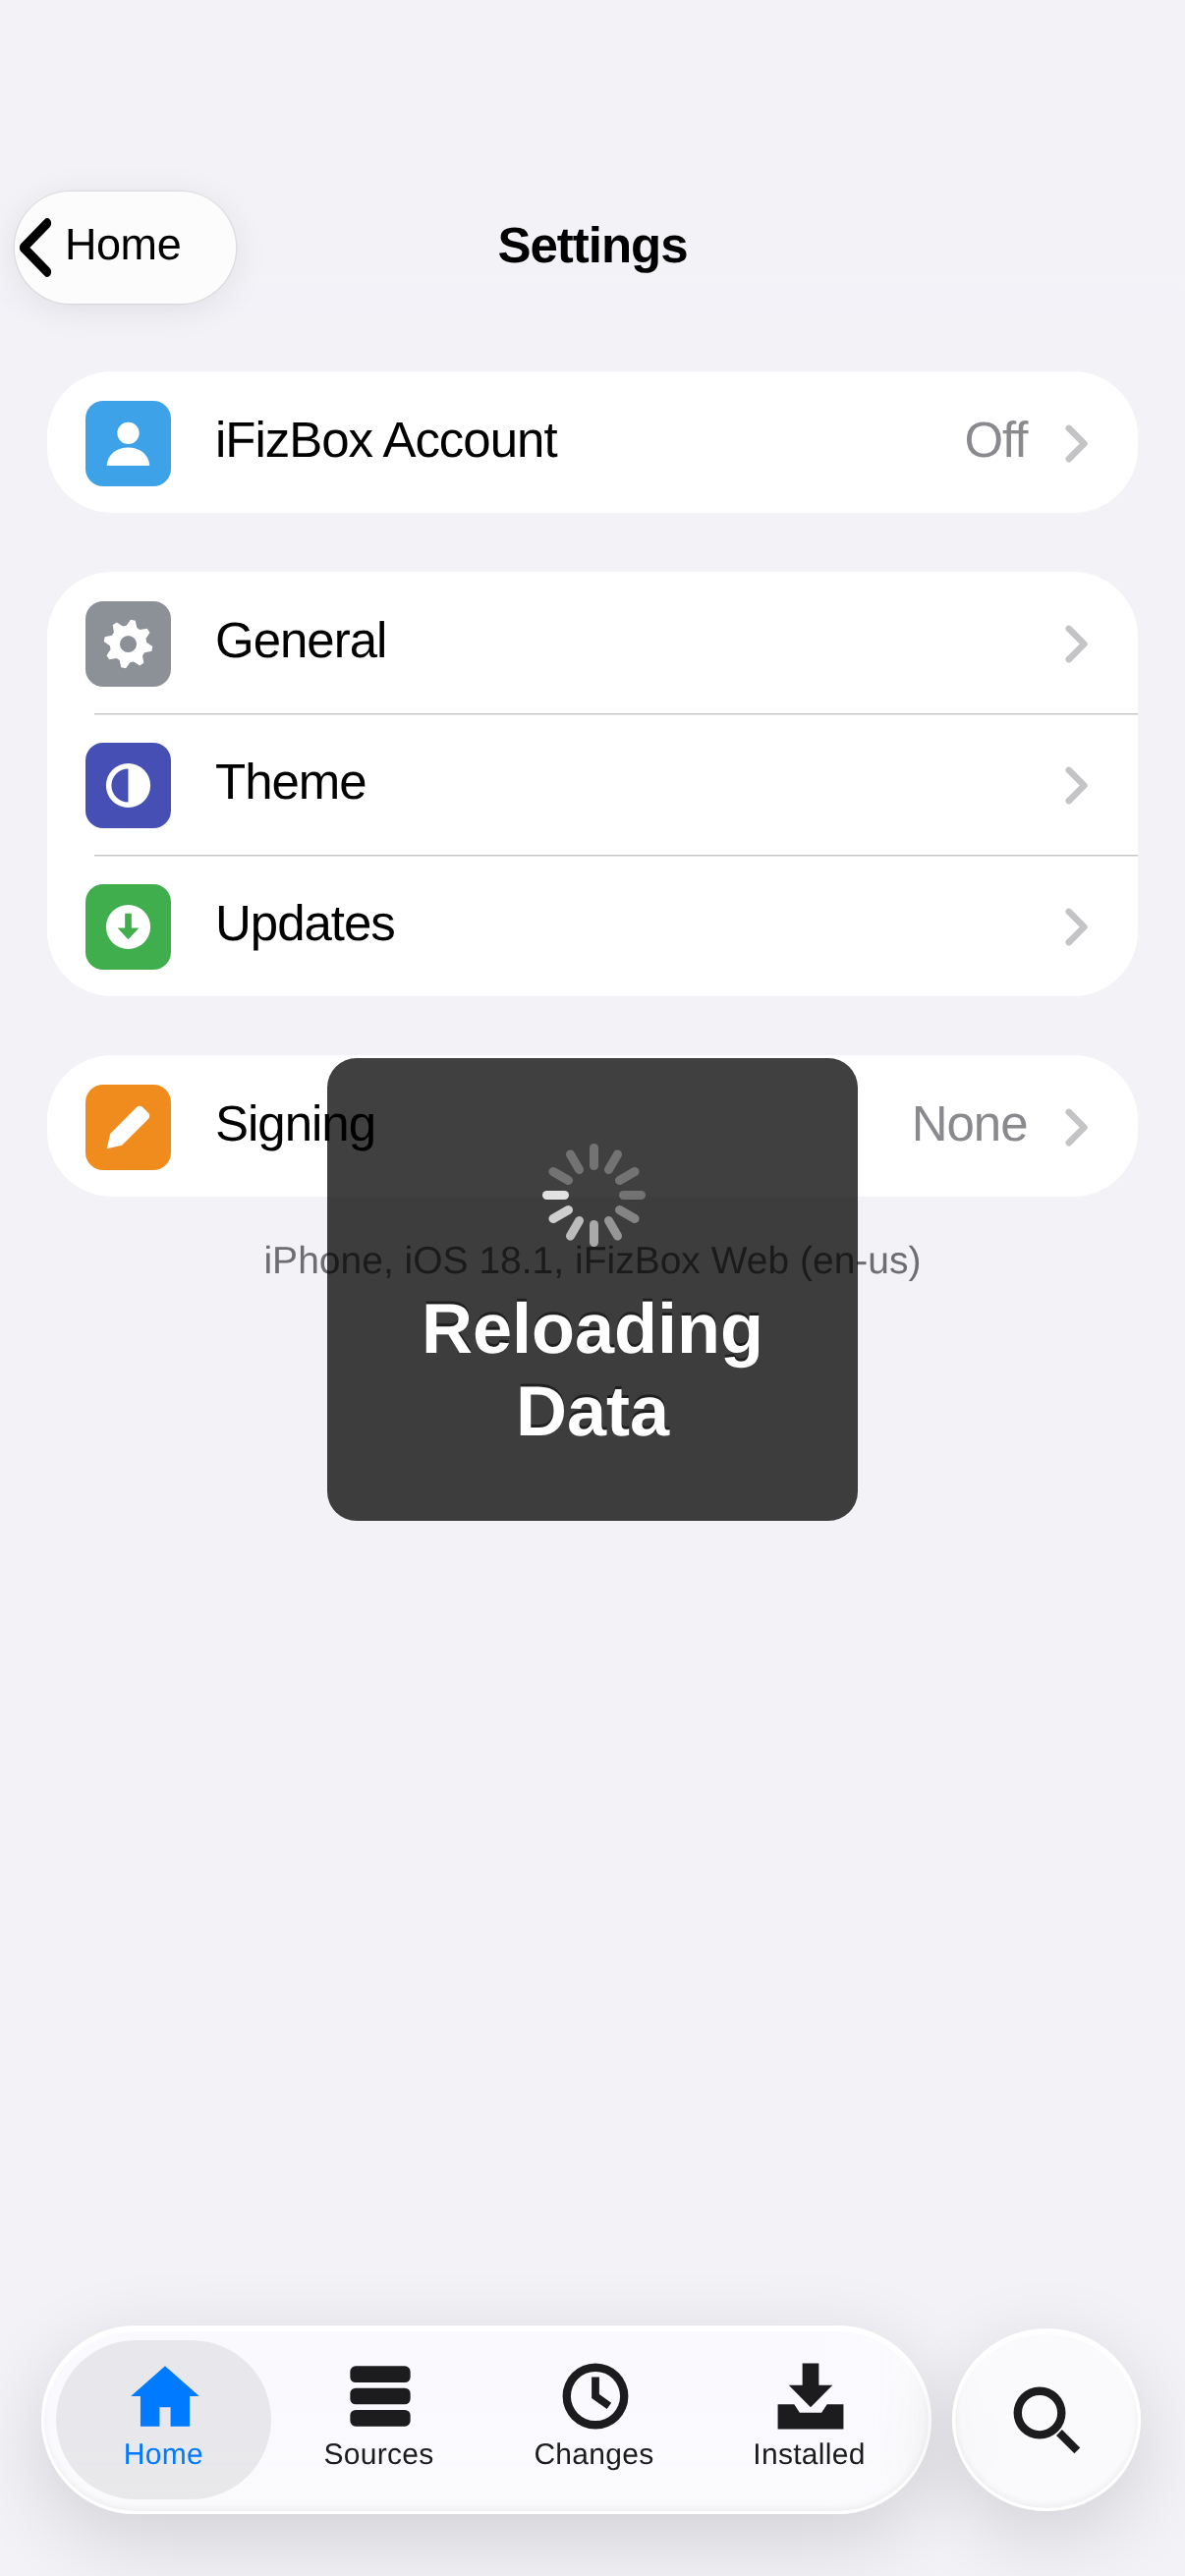 Home
Settings
iFizBox Account
Off
General
Theme
Updates
Signing
None
iPhone, iOS 18.1, iFizBox Web (en-us)
Reloading
Data
Home
Sources
Changes
Installed